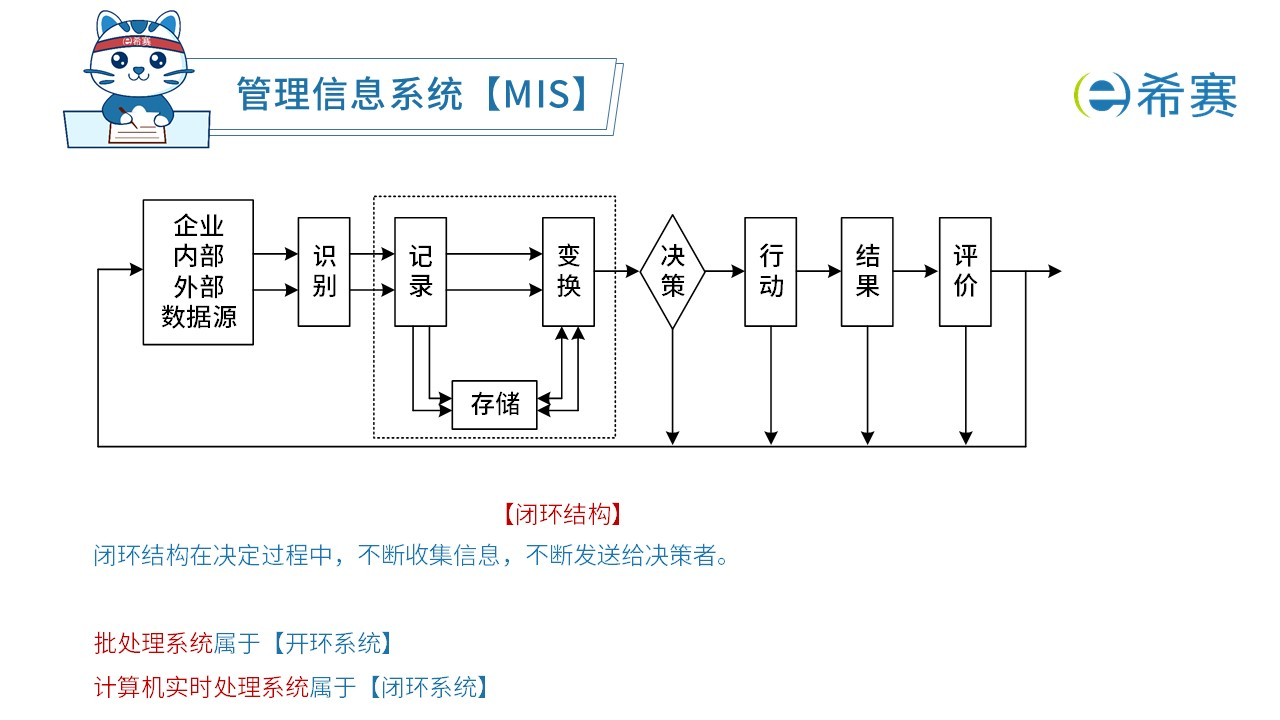 希赛
管理信息系统【MIS】
希赛
企业
内部
外部
数据源
识
别
记
录
变
换
存储
决
策
行
动
结
果
评
价
【闭环结构】
闭环结构在决定过程中，不断收集信息，不断发送给决策者。
批处理系统属于【开环系统】
计算机实时处理系统属于【闭环系统】